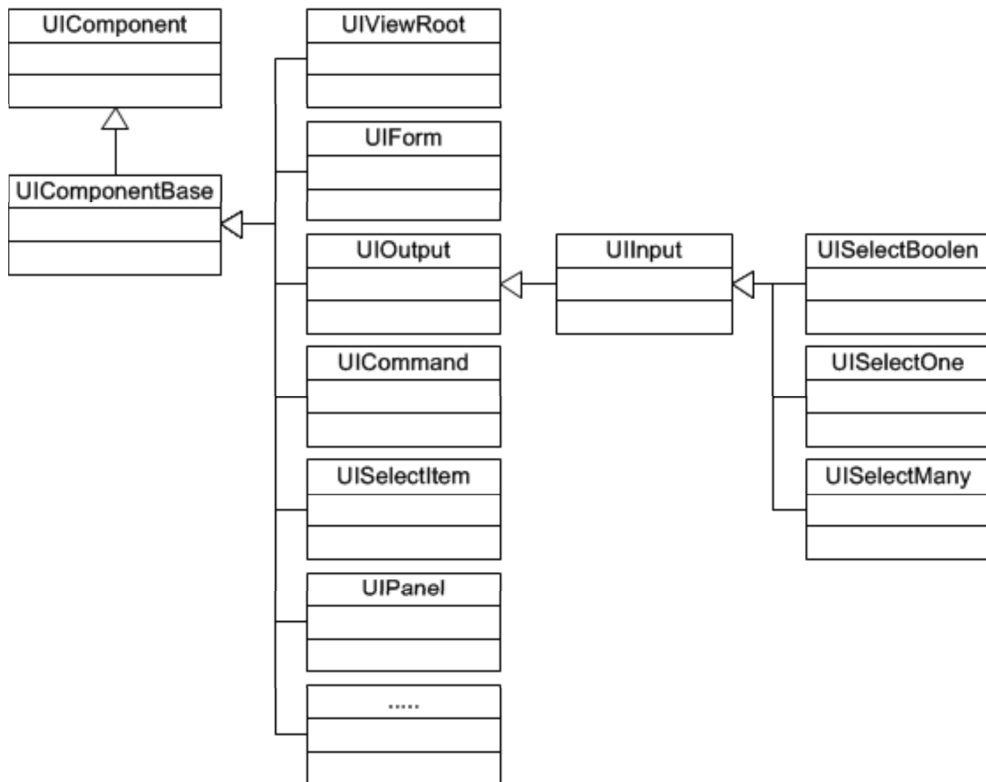 UIComponent
UIComponentBase
UIViewRoot
UIForm
UIOutput
UICommand
UISelectItem
UIPanel
.....
UIInput
UISelectBoolen
UISelectOne
UISelectMany